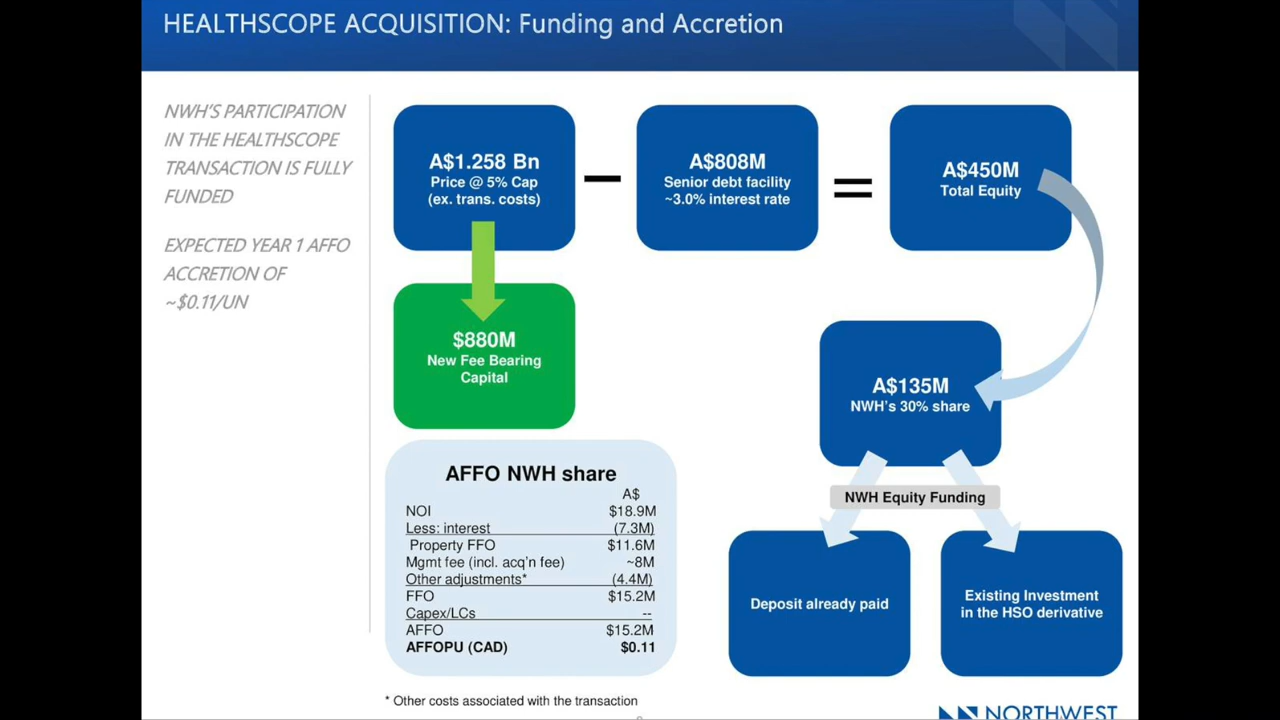 HEALTHSCOPE ACQUISITION: Funding and Accretion
NWH'S PARTICIPATION
IN THE HEALTHSCOPE
TRANSACTION IS FULLY
FUNDED
EXPECTED YEAR 1 AFFO
ACCRETION OF
~$0.11/UN
A$1.258 Bn
Price @ 5% Cap
(ex. trans. costs)
–
A$808M
Senior debt facility
~3.0% interest rate
=
A$450M
Total Equity
$880M
New Fee Bearing
Capital
A$135M
NWH's 30% share
NWH Equity Funding
Deposit already paid
Existing Investment
in the HSO derivative
AFFO NWH share
A$
NOI $18.9M
Less: interest (7.3M)
Property FFO $11.6M
Mgmt fee (incl. acq'n fee) ~8M
Other adjustments* (4.4M)
FFO $15.2M
Capex/LCs --
AFFO $15.2M
AFFOPU (CAD) $0.11
* Other costs associated with the transaction
NORTHWEST